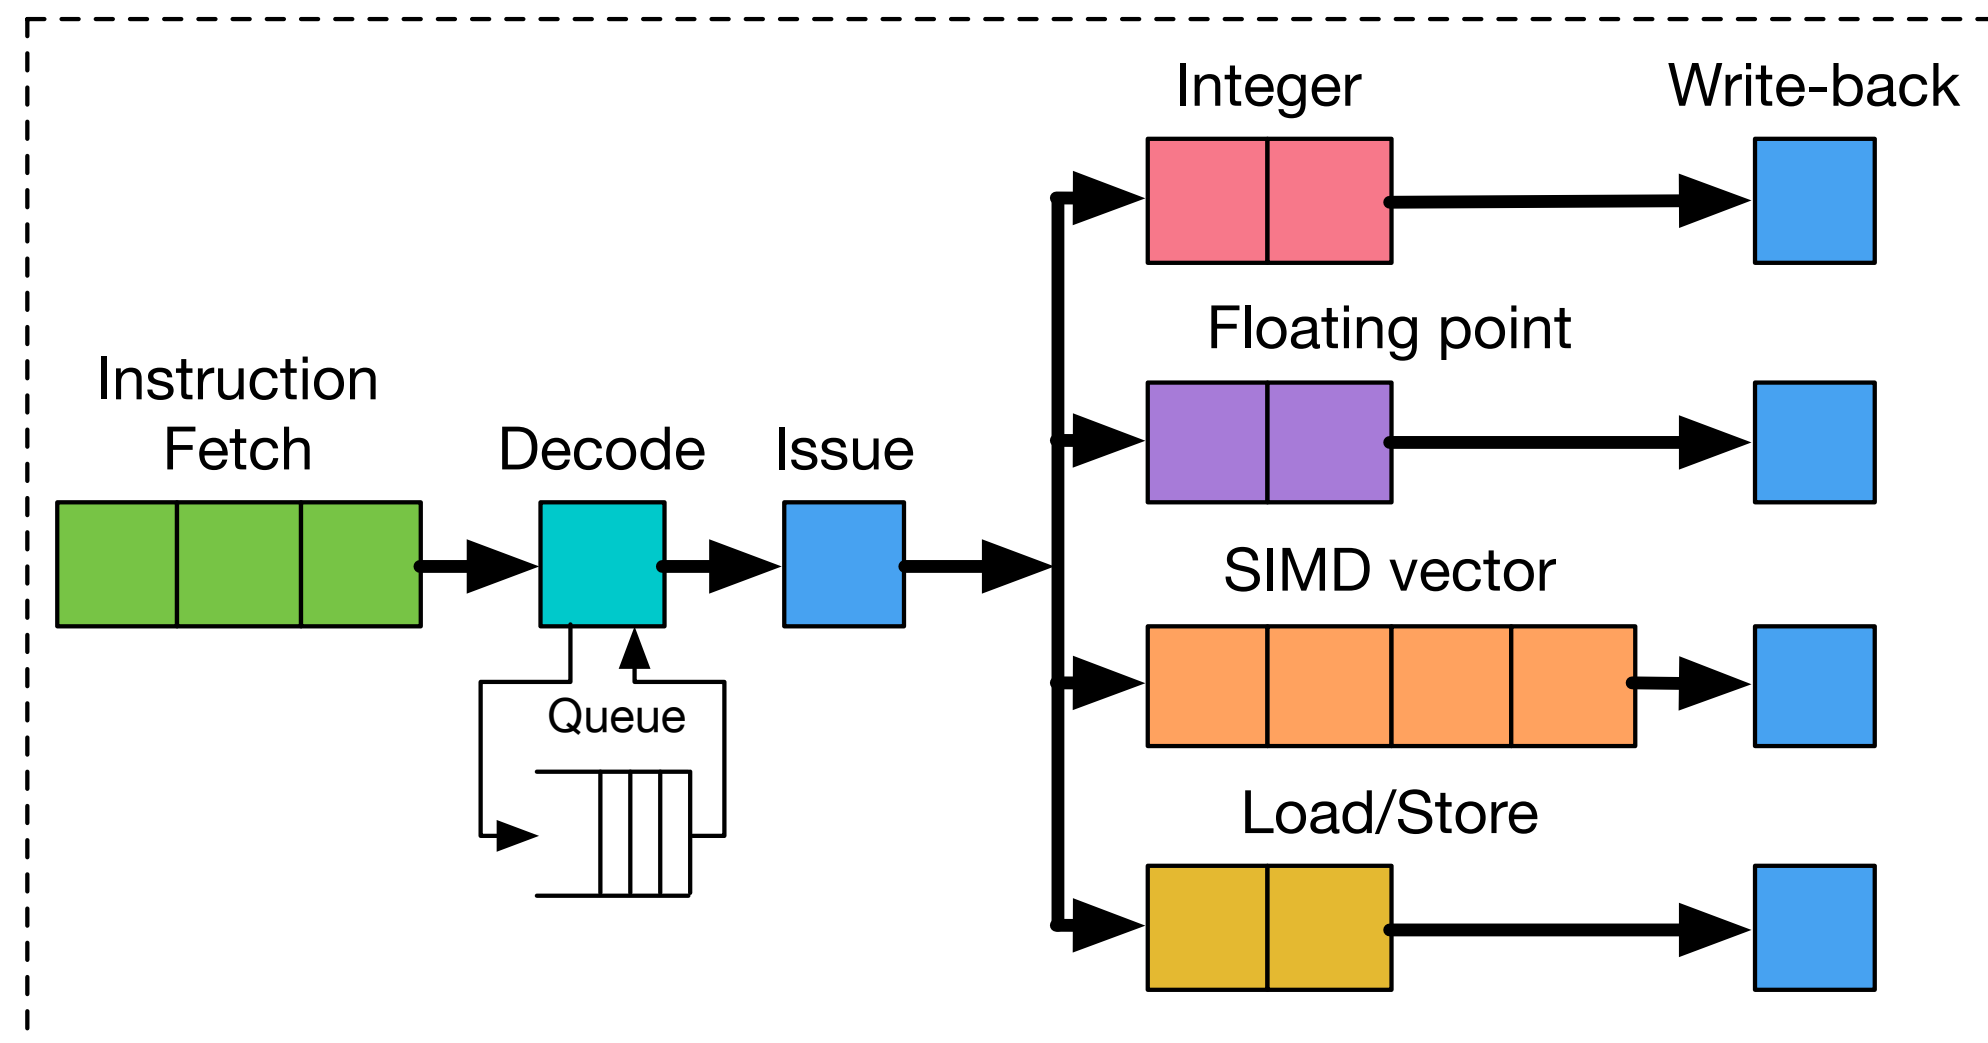 Integer
Write-back
Floating point
Instruction
Fetch
Decode
Issue
SIMD vector
Queue
Load/Store